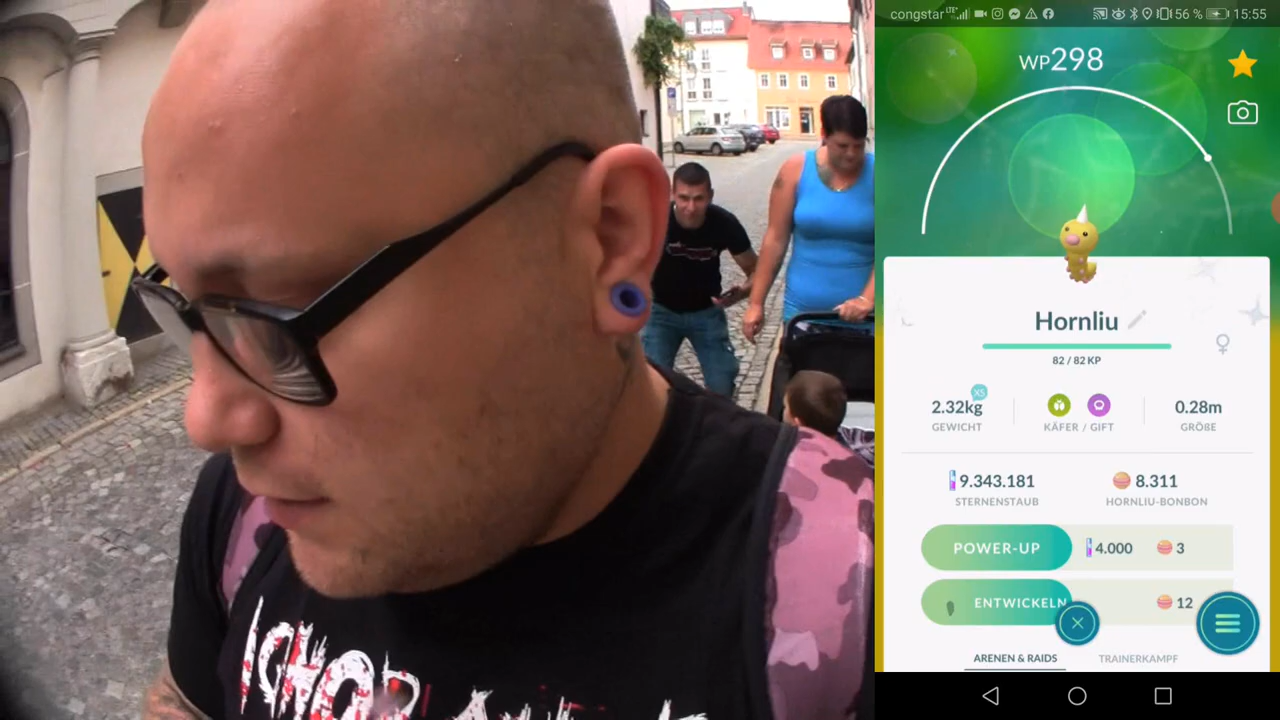 congstar LTE 56 % 15:55
WP298
Hornliu
82 / 82 KP
XS
2.32kg
GEWICHT
KÄFER / GIFT
0.28m
GRÖßE
9.343.181
STERNENSTAUB
8.311
HORNLIU-BONBON
POWER-UP 4.000 3
ENTWICKELN 12
ARENEN & RAIDS
TRAINERKAMPF